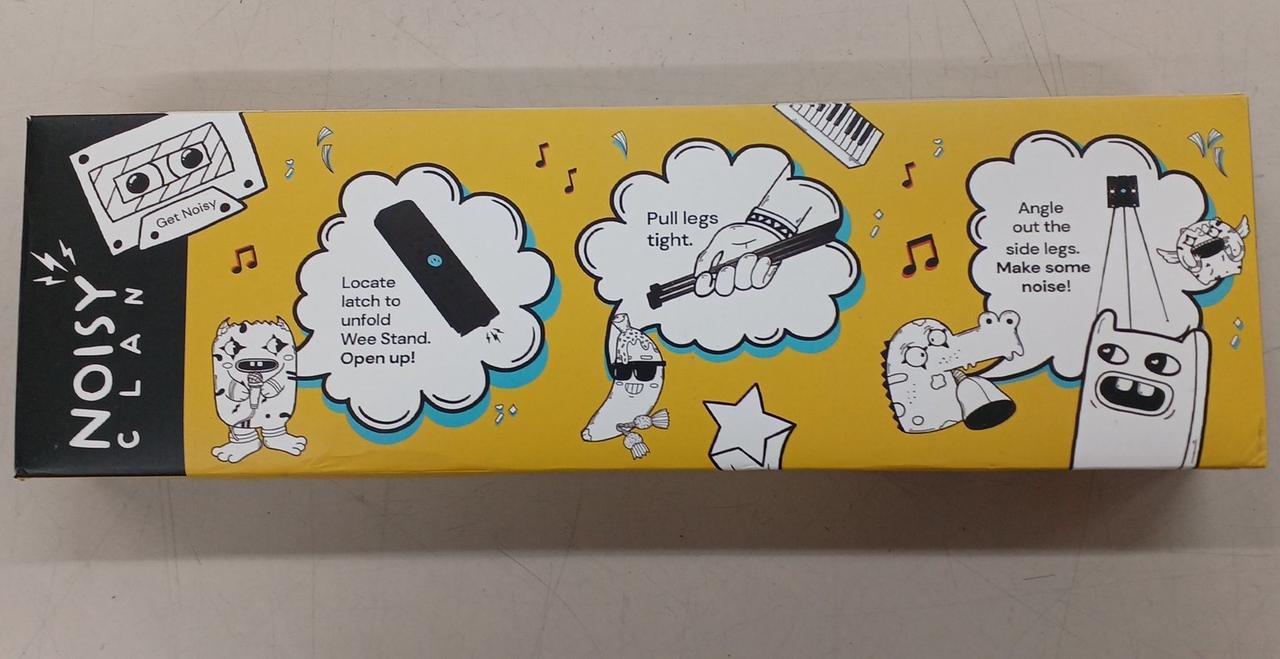 NOISY
CLAN
Get Noisy
Locate
latch to
unfold
Wee Stand.
Open up!
Pull legs
tight.
Angle
out the
side legs.
Make some
noise!